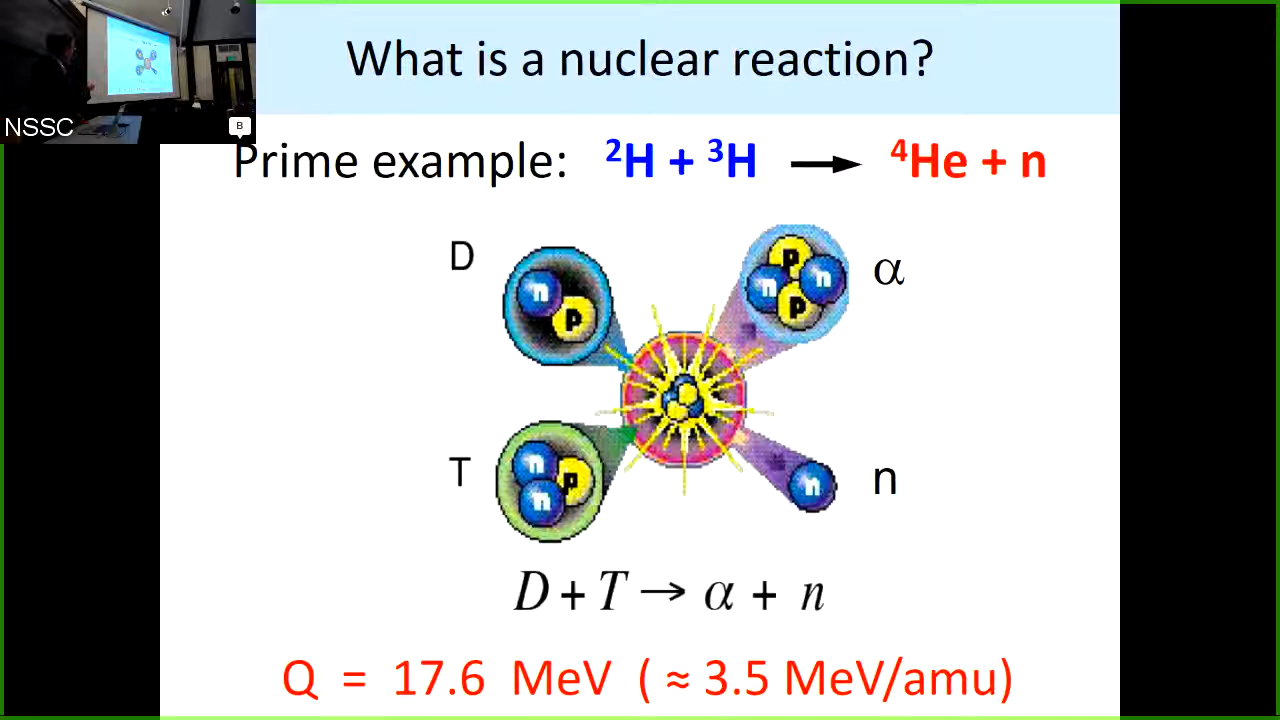 What is a nuclear reaction?
NSSC
B
Prime example: ²H + ³H → ⁴He + n
D
α
n
p
p
n
n
p
T
n
n
p
n
n
D + T → α + n
Q = 17.6 MeV ( ≈ 3.5 MeV/amu)